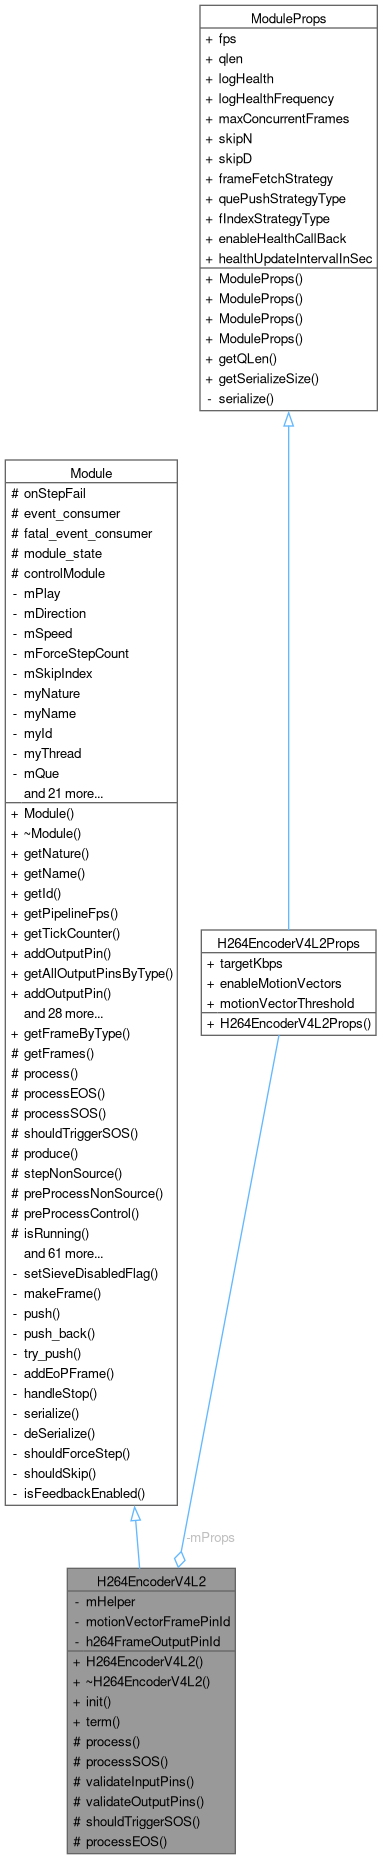 ModuleProps
+ fps
+ qlen
+ logHealth
+ logHealthFrequency
+ maxConcurrentFrames
+ skipN
+ skipD
+ frameFetchStrategy
+ quePushStrategyType
+ fIndexStrategyType
+ enableHealthCallBack
+ healthUpdateIntervalInSec
+ ModuleProps()
+ ModuleProps()
+ ModuleProps()
+ ModuleProps()
+ getQLen()
+ getSerializeSize()
- serialize()
Module
# onStepFail
# event_consumer
# fatal_event_consumer
# module_state
# controlModule
- mPlay
- mDirection
- mSpeed
- mForceStepCount
- mSkipIndex
- myNature
- myName
- myId
- myThread
- mQue
and 21 more...
+ Module()
+ ~Module()
+ getNature()
+ getName()
+ getId()
+ getPipelineFps()
+ getTickCounter()
+ addOutputPin()
+ getAllOutputPinsByType()
+ addOutputPin()
and 28 more...
+ getFrameByType()
# getFrames()
# process()
# processEOS()
# processSOS()
# shouldTriggerSOS()
# produce()
# stepNonSource()
# preProcessNonSource()
# preProcessControl()
# isRunning()
and 61 more...
- setSieveDisabledFlag()
- makeFrame()
- push()
- push_back()
- try_push()
- addEoPFrame()
- handleStop()
- serialize()
- deSerialize()
- shouldForceStep()
- shouldSkip()
- isFeedbackEnabled()
H264EncoderV4L2Props
+ targetKbps
+ enableMotionVectors
+ motionVectorThreshold
+ H264EncoderV4L2Props()
-mProps
H264EncoderV4L2
- mHelper
- motionVectorFramePinId
- h264FrameOutputPinId
+ H264EncoderV4L2()
+ ~H264EncoderV4L2()
+ init()
+ term()
# process()
# processSOS()
# validateInputPins()
# validateOutputPins()
# shouldTriggerSOS()
# processEOS()